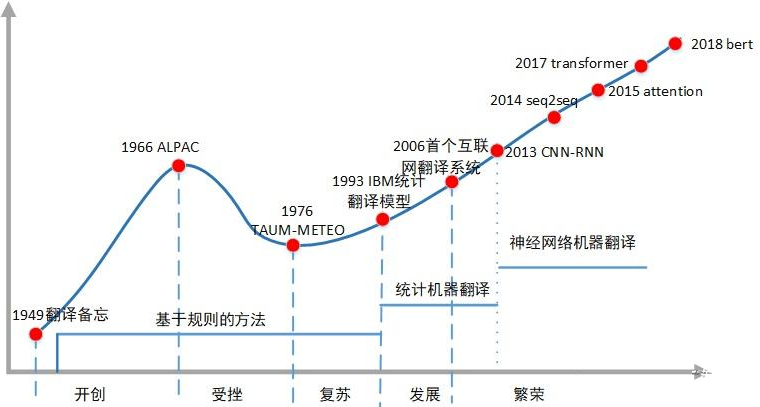 2018 bert
2017 transformer
2015 attention
2014 seq2seq
1966 ALPAC
2006首个互联
网翻译系统
2013 CNN-RNN
1993 IBM统计
翻译模型
1976
TAUM-METEO
神经网络机器翻译
统计机器翻译
1949翻译备忘
基于规则的方法
开创
受挫
复苏
发展
繁荣